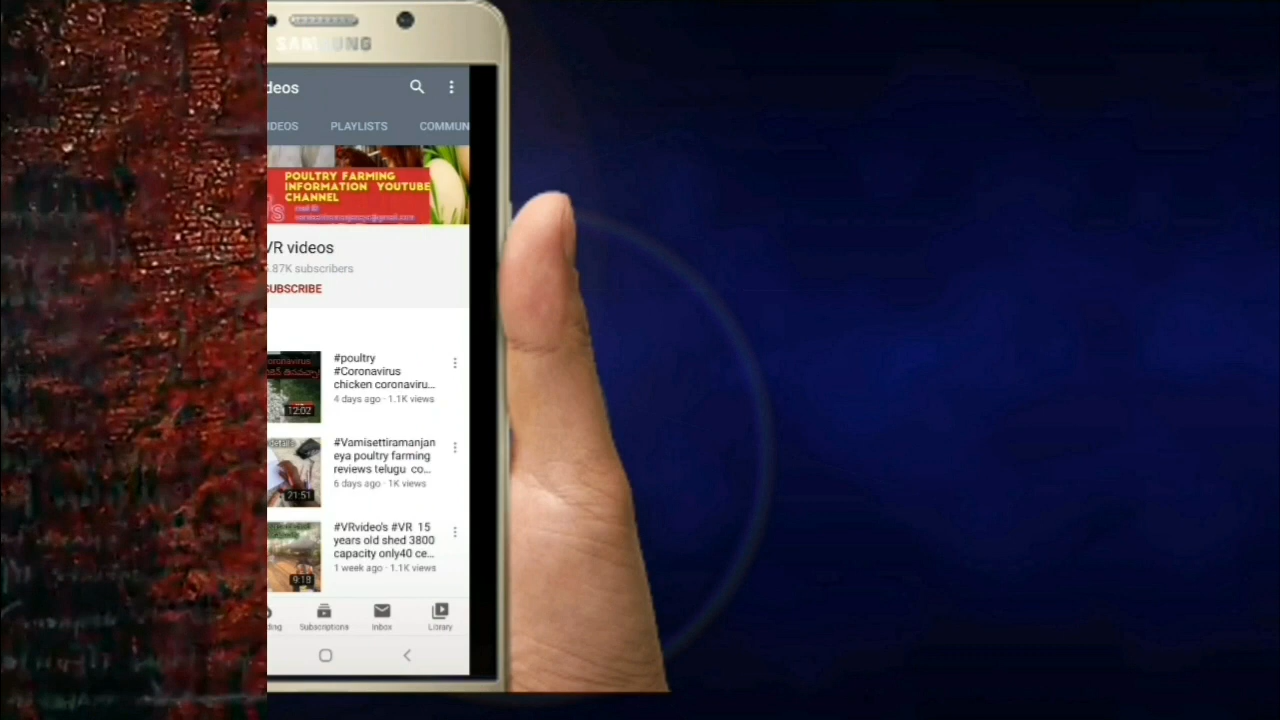 SAMSUNG
deos
IDEOS PLAYLISTS COMMUN
POULTRY FARMING
INFORMATION YOUTUBE
CHANNEL
VR videos
.87K subscribers
SUBSCRIBE
#poultry
#Coronavirus
chicken coronaviru...
4 days ago · 1.1K views
12:02
#Vamisettiramanjan
eya poultry farming
reviews telugu co...
6 days ago · 1K views
21:51
#VRvideo's #VR 15
years old shed 3800
capacity only40 ce...
1 week ago · 1.1K views
9:18
ding Subscriptions Inbox Library